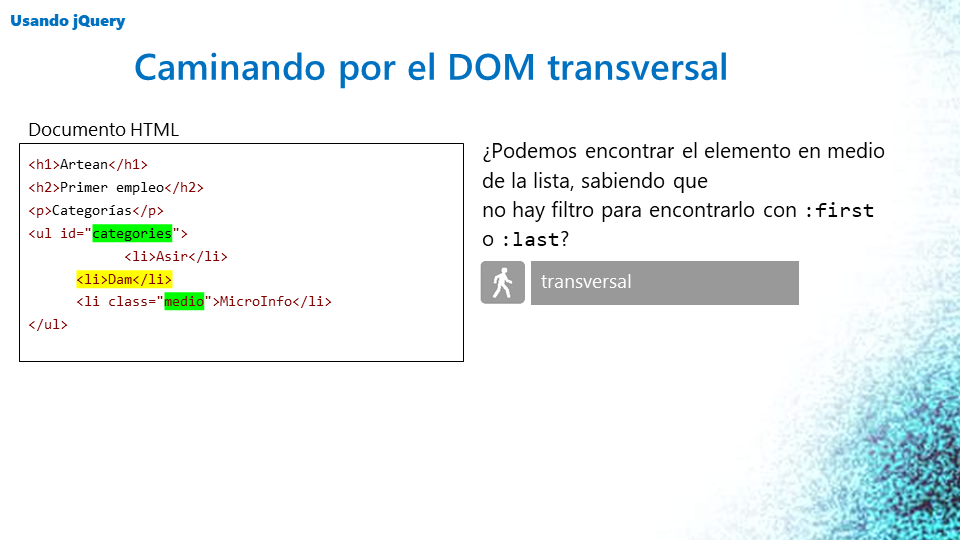 Usando jQuery
Caminando por el DOM transversal
Documento HTML
<h1>Artean</h1>
<h2>Primer empleo</h2>
<p>Categorías</p>
<ul id="categories">
<li>Asir</li>
<li>Dam</li>
<li class="medio">MicroInfo</li>
</ul>
¿Podemos encontrar el elemento en medio
de la lista, sabiendo que
no hay filtro para encontrarlo con :first
o :last?
transversal